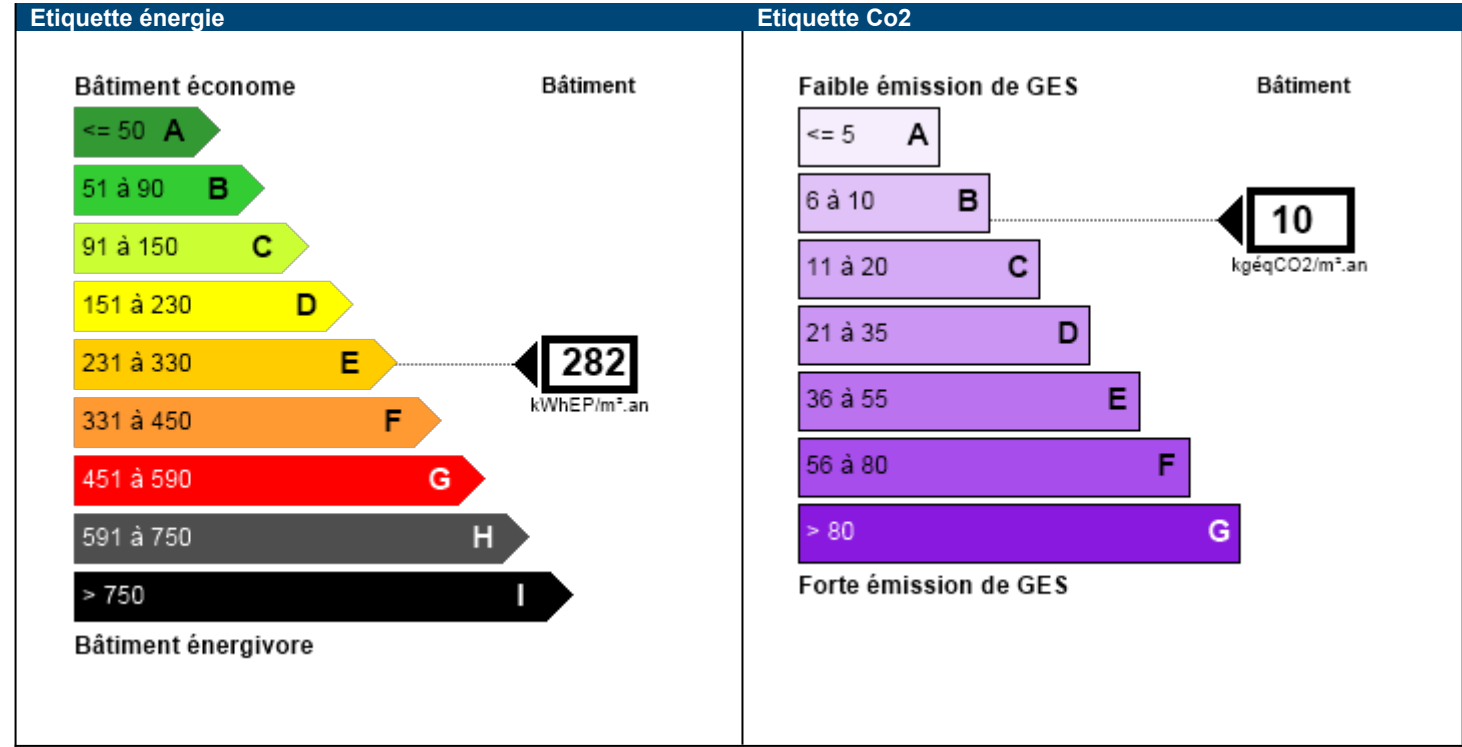 Etiquette énergie
Bâtiment économe
Bâtiment
<= 50 A
51 à 90 B
91 à 150 C
151 à 230 D
231 à 330 E
282
kWhEP/m².an
331 à 450 F
451 à 590 G
591 à 750 H
> 750 I
Bâtiment énergivore
Etiquette Co2
Faible émission de GES
Bâtiment
<= 5 A
6 à 10 B
10
kgéqCO2/m².an
11 à 20 C
21 à 35 D
36 à 55 E
56 à 80 F
> 80 G
Forte émission de GES